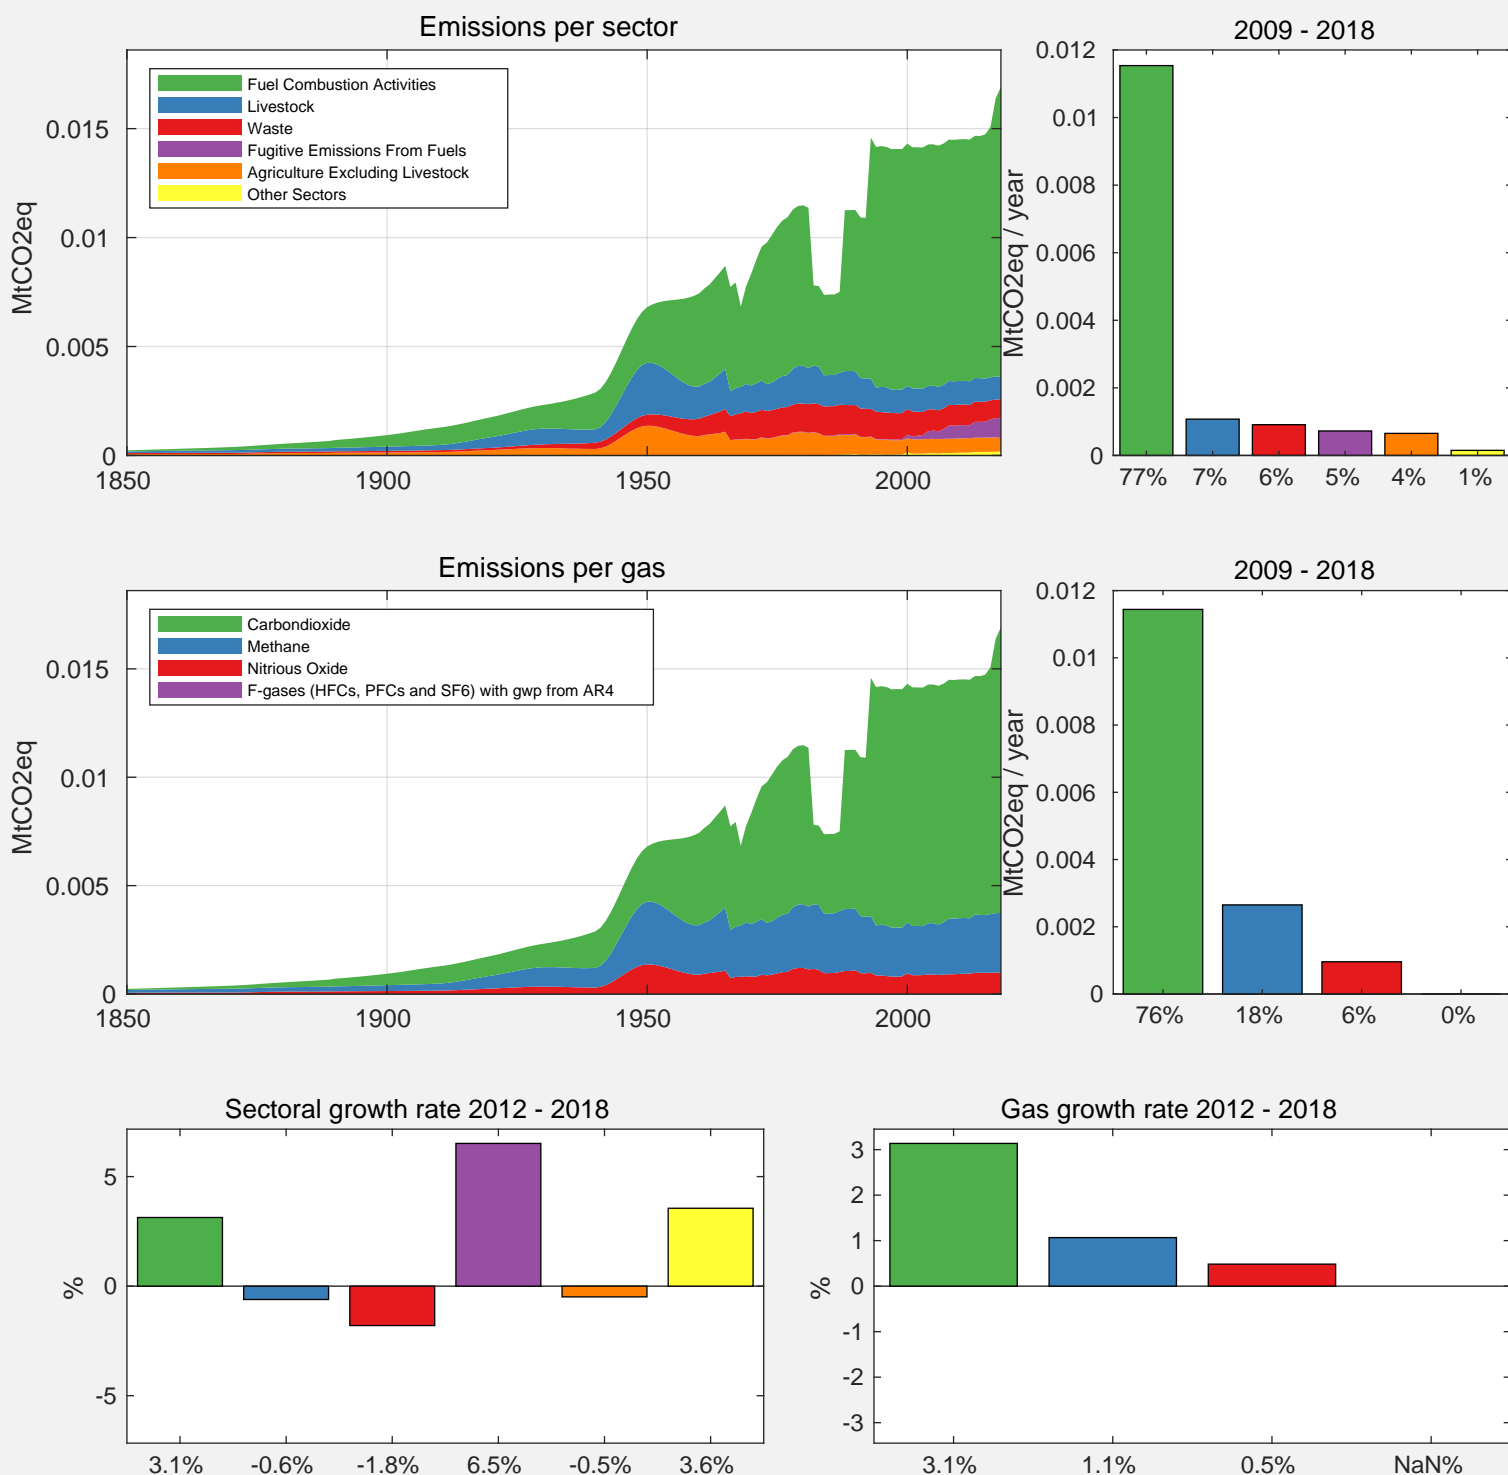 Emissions per sector
MtCO2eq
0.015
0.01
0.005
0
1850
1900
1950
2000
Fuel Combustion Activities
Livestock
Waste
Fugitive Emissions From Fuels
Agriculture Excluding Livestock
Other Sectors
2009 - 2018
MtCO2eq / year
0.012
0.01
0.008
0.006
0.004
0.002
0
77%
7%
6%
5%
4%
1%
Emissions per gas
MtCO2eq
0.015
0.01
0.005
0
1850
1900
1950
2000
Carbondioxide
Methane
Nitrious Oxide
F-gases (HFCs, PFCs and SF6) with gwp from AR4
2009 - 2018
MtCO2eq / year
0.012
0.01
0.008
0.006
0.004
0.002
0
76%
18%
6%
0%
Sectoral growth rate 2012 - 2018
%
5
0
-5
3.1%
-0.6%
-1.8%
6.5%
-0.5%
3.6%
Gas growth rate 2012 - 2018
%
3
2
1
0
-1
-2
-3
3.1%
1.1%
0.5%
NaN%